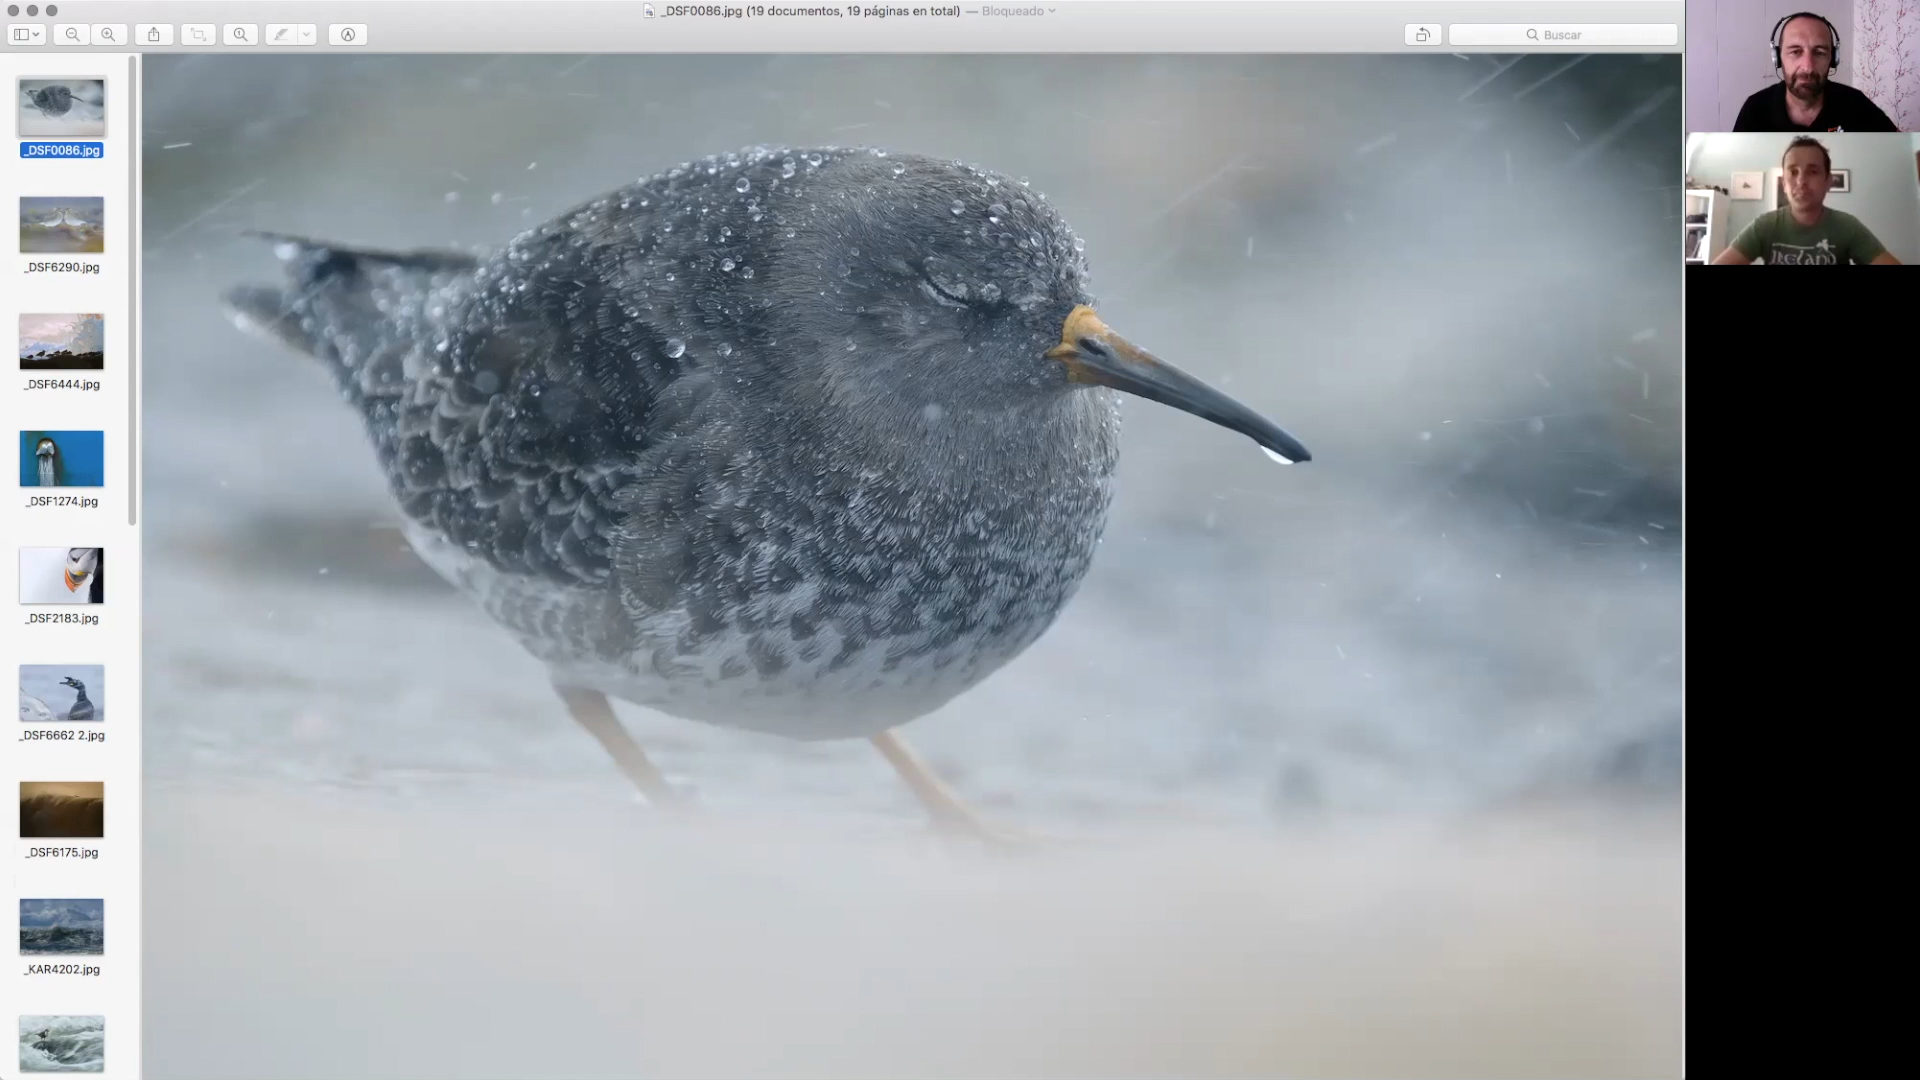 _DSF0086.jpg (19 documentos, 19 páginas en total) — Bloqueado
Buscar
_DSF0086.jpg
_DSF6290.jpg
_DSF6444.jpg
_DSF1274.jpg
_DSF2183.jpg
_DSF6662 2.jpg
_DSF6175.jpg
_KAR4202.jpg
IRELAND